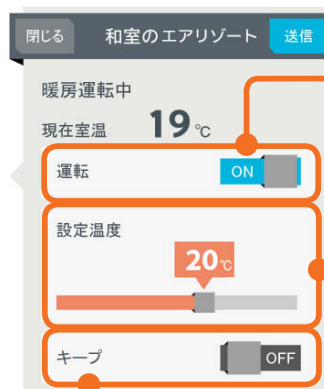 閉じる 和室のエアリゾート 送信
暖房運転中
現在室温 19℃
運転 ON
設定温度
20℃
キープ OFF